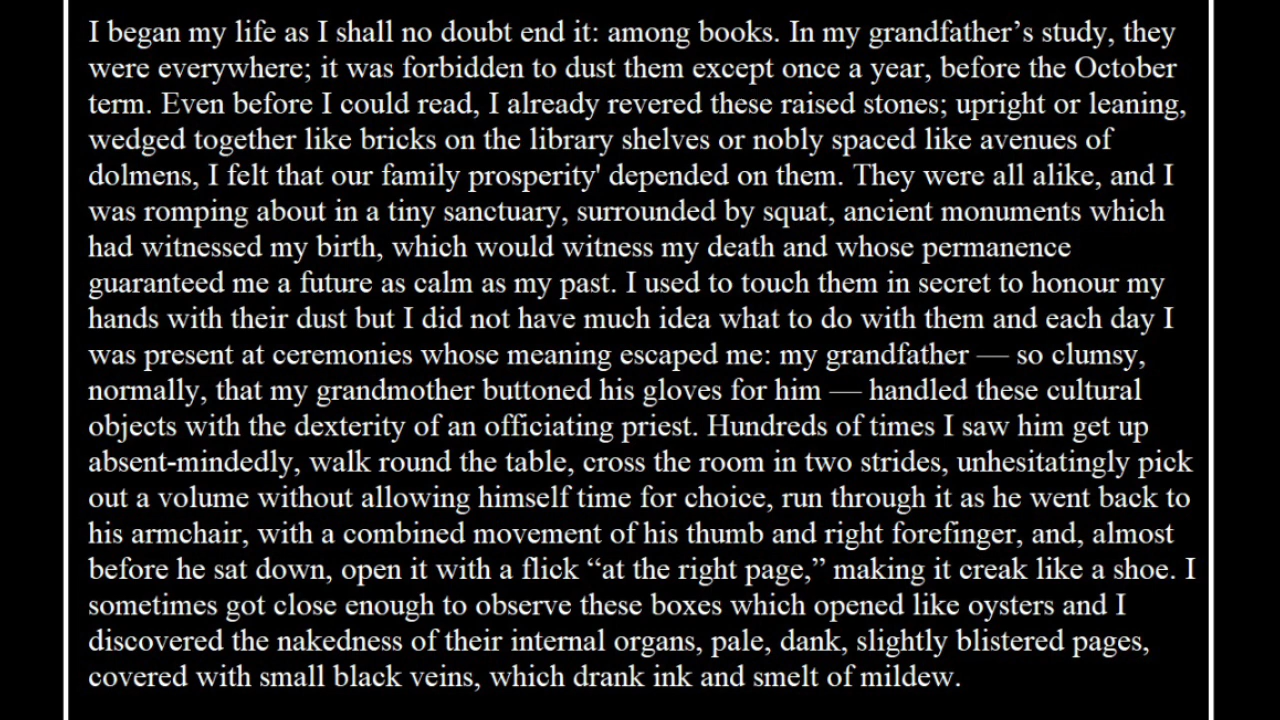 I began my life as I shall no doubt end it: among books. In my grandfather’s study, they
were everywhere; it was forbidden to dust them except once a year, before the October
term. Even before I could read, I already revered these raised stones; upright or leaning,
wedged together like bricks on the library shelves or nobly spaced like avenues of
dolmens, I felt that our family prosperity' depended on them. They were all alike, and I
was romping about in a tiny sanctuary, surrounded by squat, ancient monuments which
had witnessed my birth, which would witness my death and whose permanence
guaranteed me a future as calm as my past. I used to touch them in secret to honour my
hands with their dust but I did not have much idea what to do with them and each day I
was present at ceremonies whose meaning escaped me: my grandfather — so clumsy,
normally, that my grandmother buttoned his gloves for him — handled these cultural
objects with the dexterity of an officiating priest. Hundreds of times I saw him get up
absent-mindedly, walk round the table, cross the room in two strides, unhesitatingly pick
out a volume without allowing himself time for choice, run through it as he went back to
his armchair, with a combined movement of his thumb and right forefinger, and, almost
before he sat down, open it with a flick “at the right page,” making it creak like a shoe. I
sometimes got close enough to observe these boxes which opened like oysters and I
discovered the nakedness of their internal organs, pale, dank, slightly blistered pages,
covered with small black veins, which drank ink and smelt of mildew.